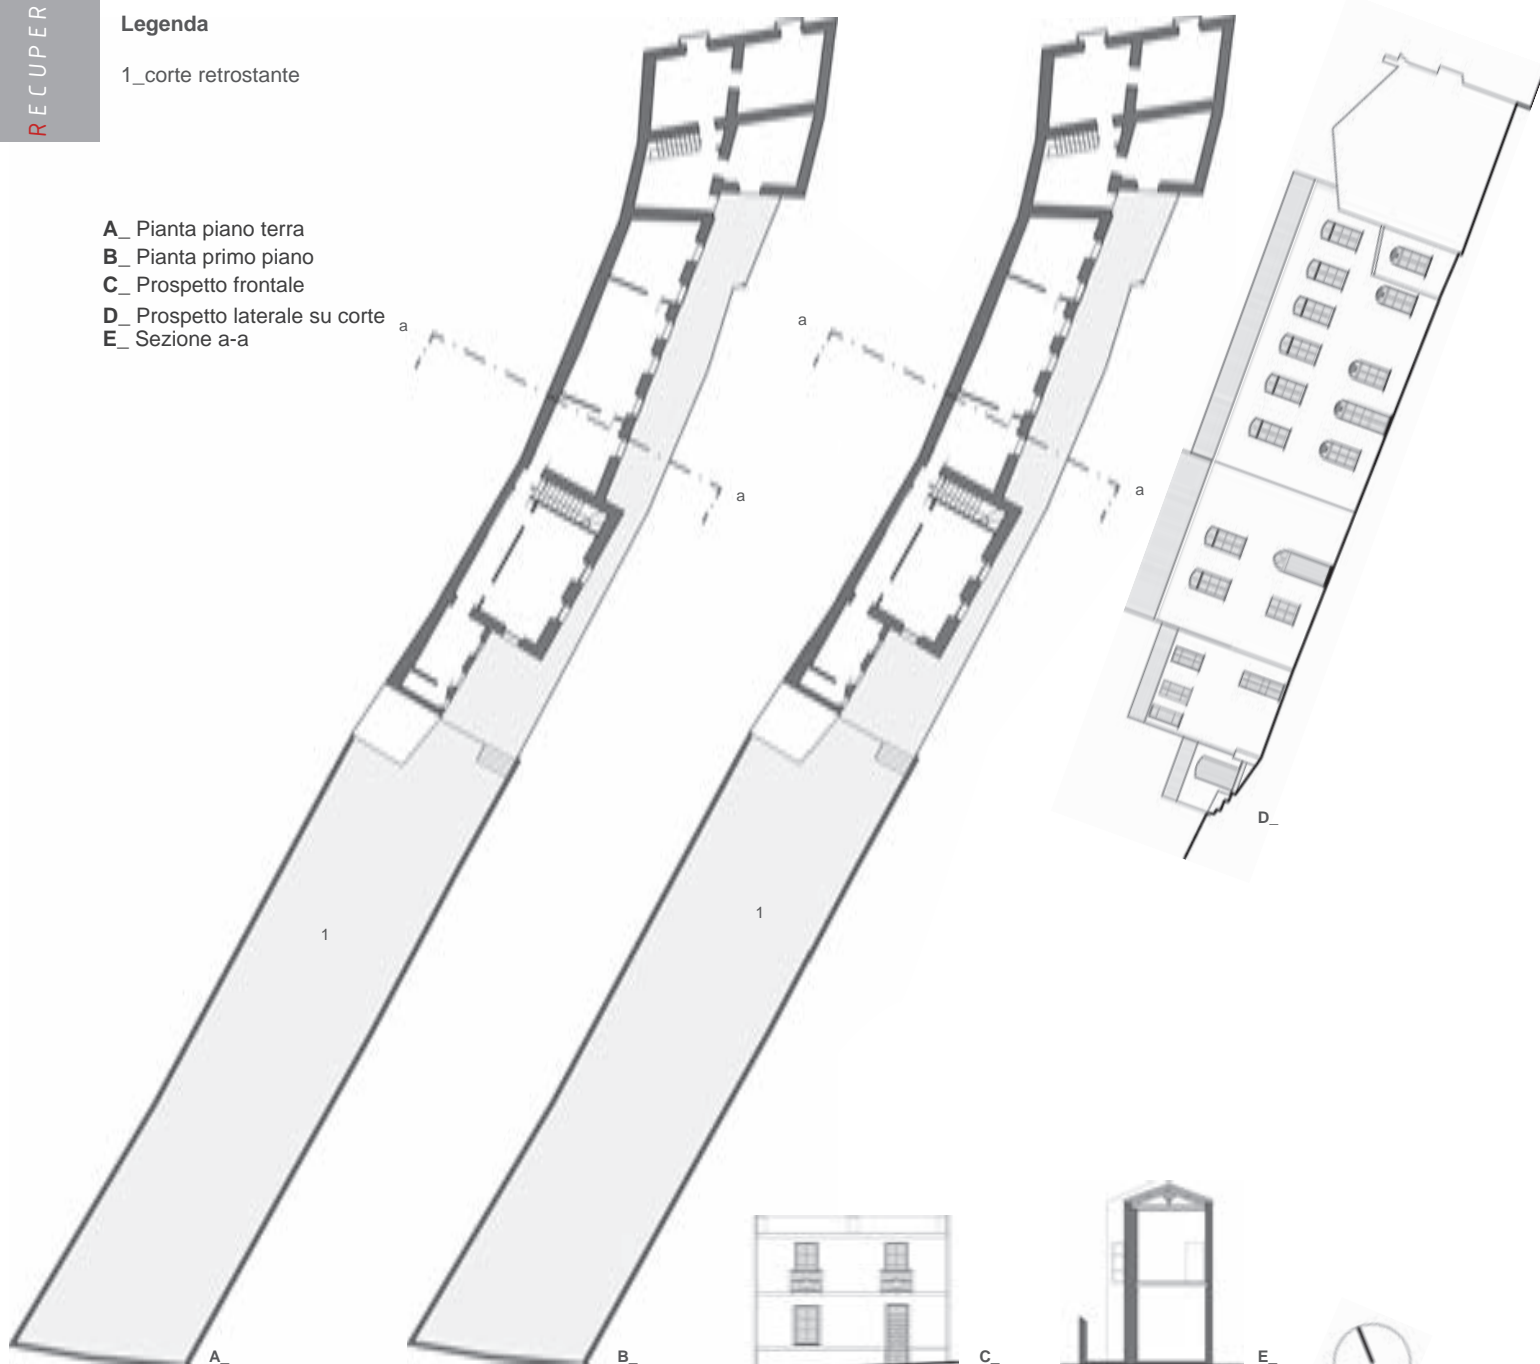 RECUPER
Legenda
1_corte retrostante
A_ Pianta piano terra
B_ Pianta primo piano
C_ Prospetto frontale
D_ Prospetto laterale su corte
E_ Sezione a-a
a
a
a
a
D_
1
1
A_
B_
C_
E_